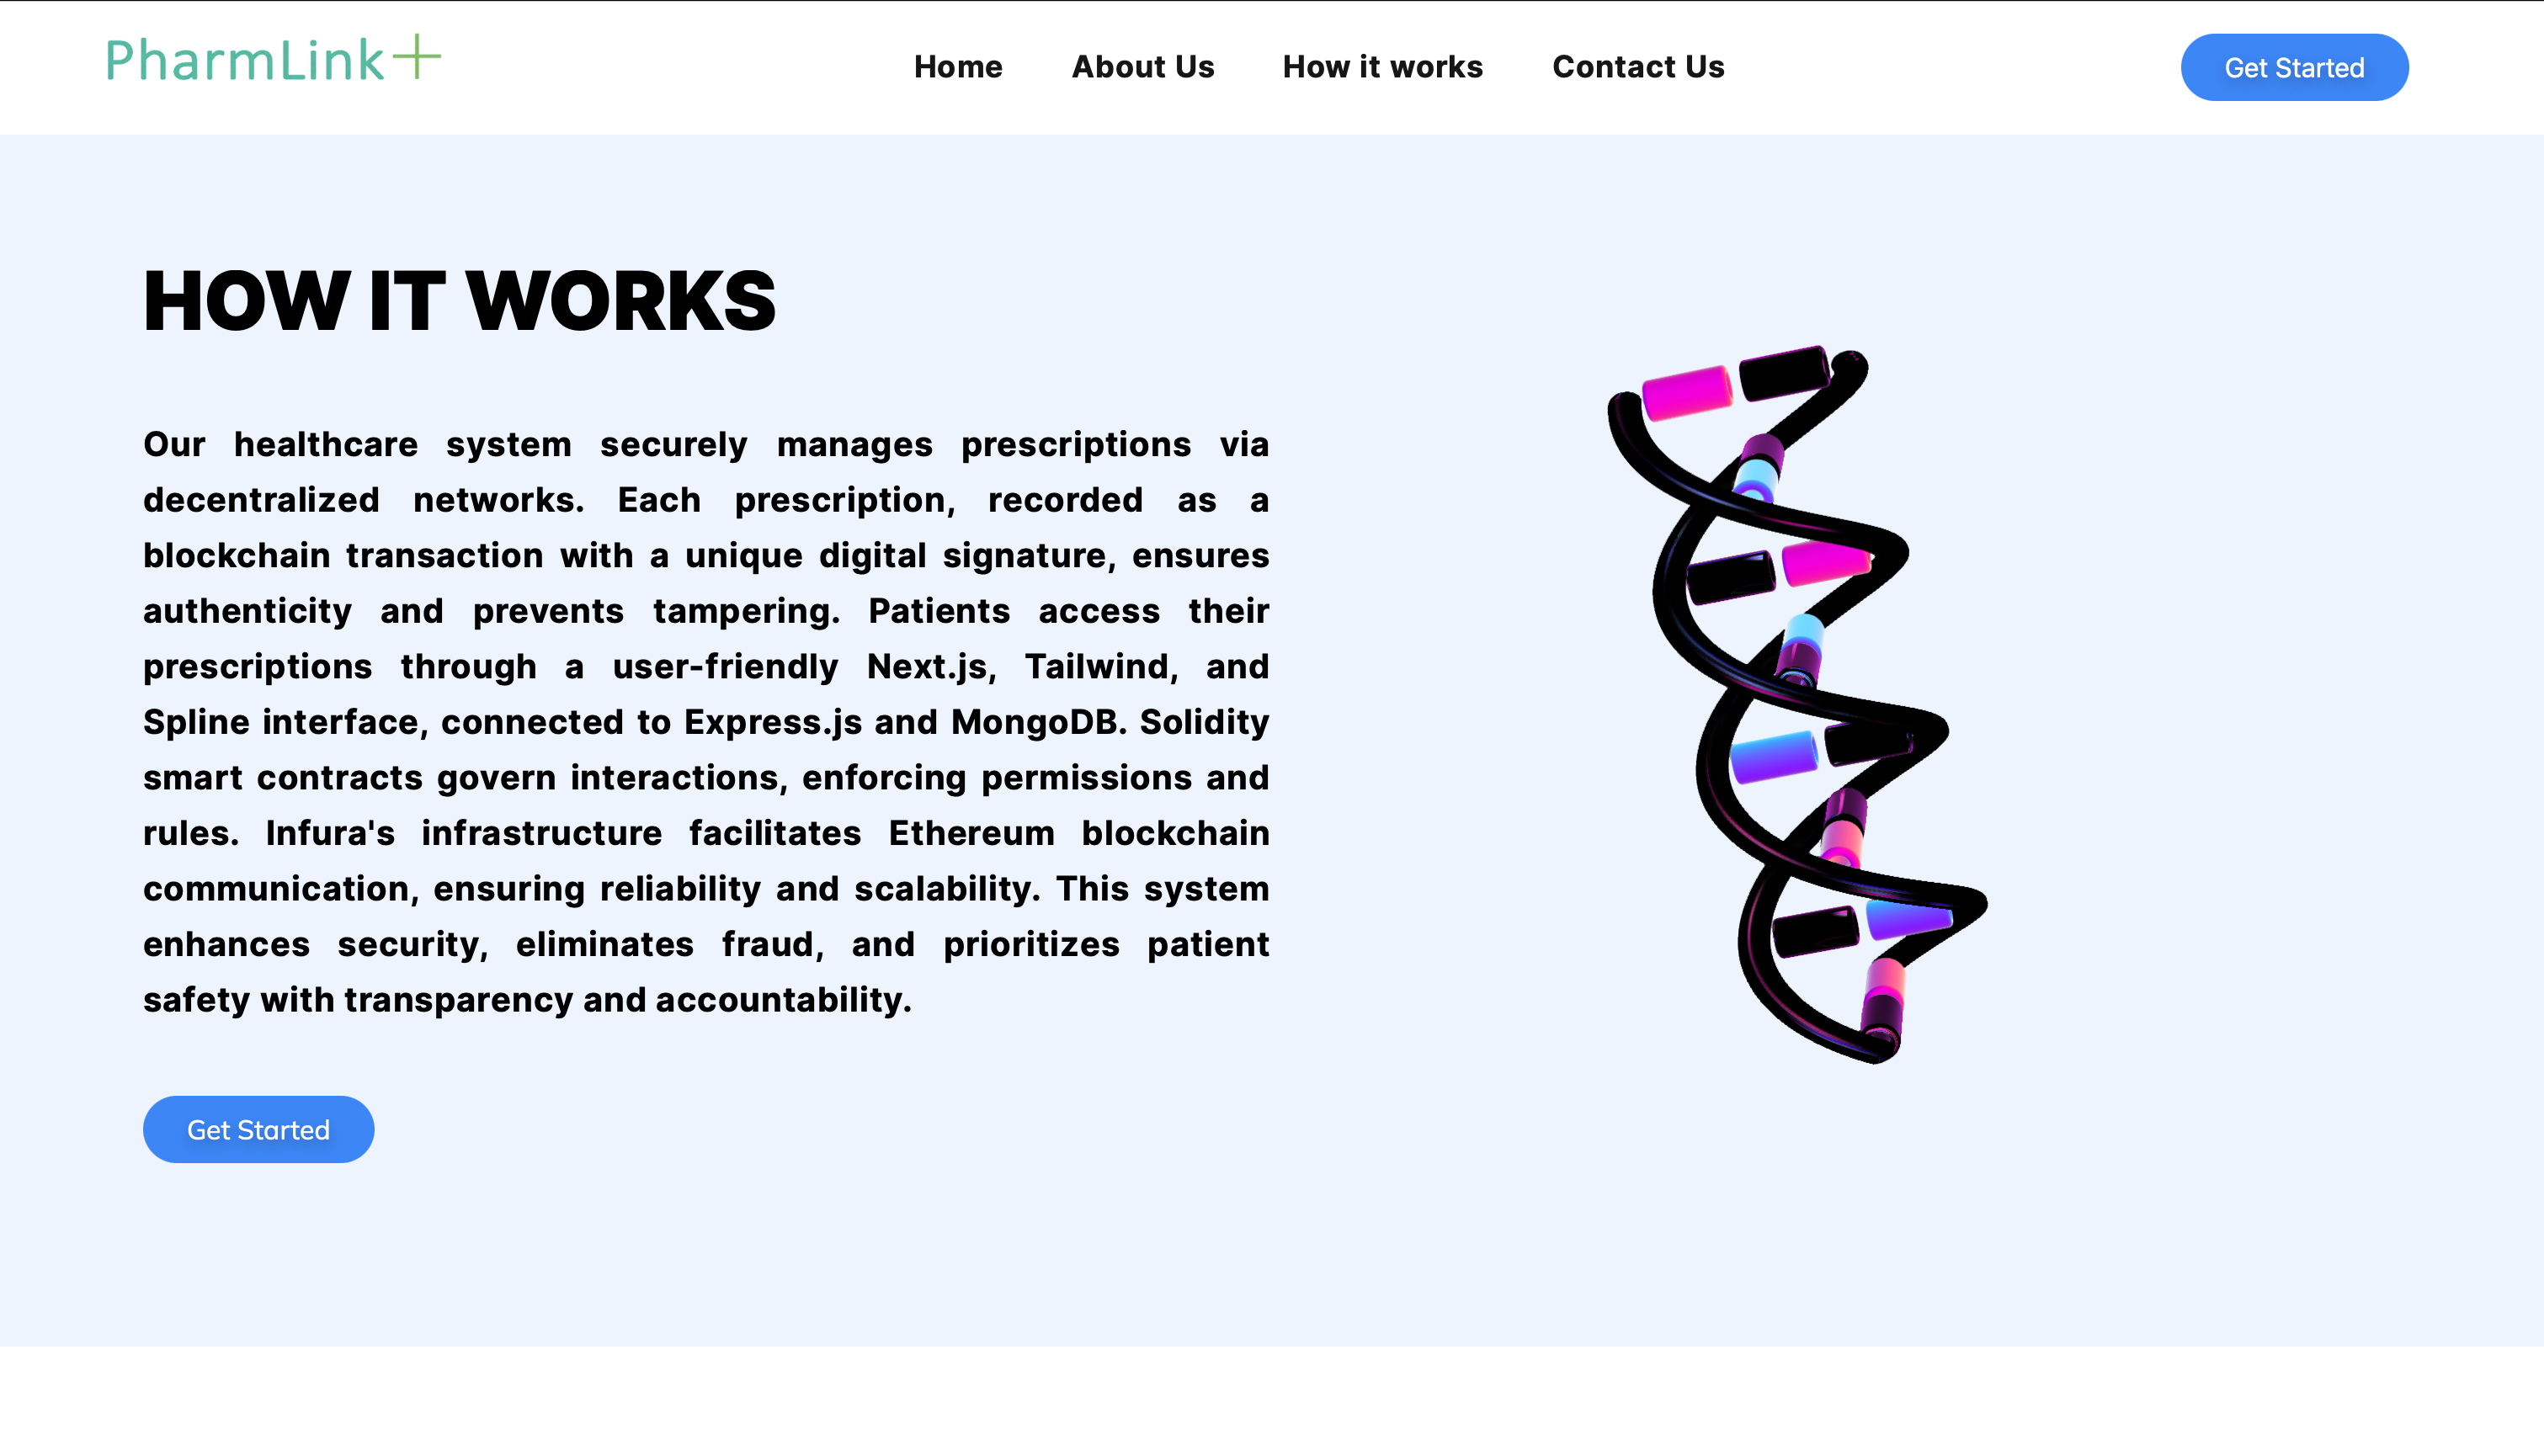 PharmLink+
Home About Us How it works Contact Us
Get Started
HOW IT WORKS
Our healthcare system securely manages prescriptions via
decentralized networks. Each prescription, recorded as a
blockchain transaction with a unique digital signature, ensures
authenticity and prevents tampering. Patients access their
prescriptions through a user-friendly Next.js, Tailwind, and
Spline interface, connected to Express.js and MongoDB. Solidity
smart contracts govern interactions, enforcing permissions and
rules. Infura's infrastructure facilitates Ethereum blockchain
communication, ensuring reliability and scalability. This system
enhances security, eliminates fraud, and prioritizes patient
safety with transparency and accountability.
Get Started